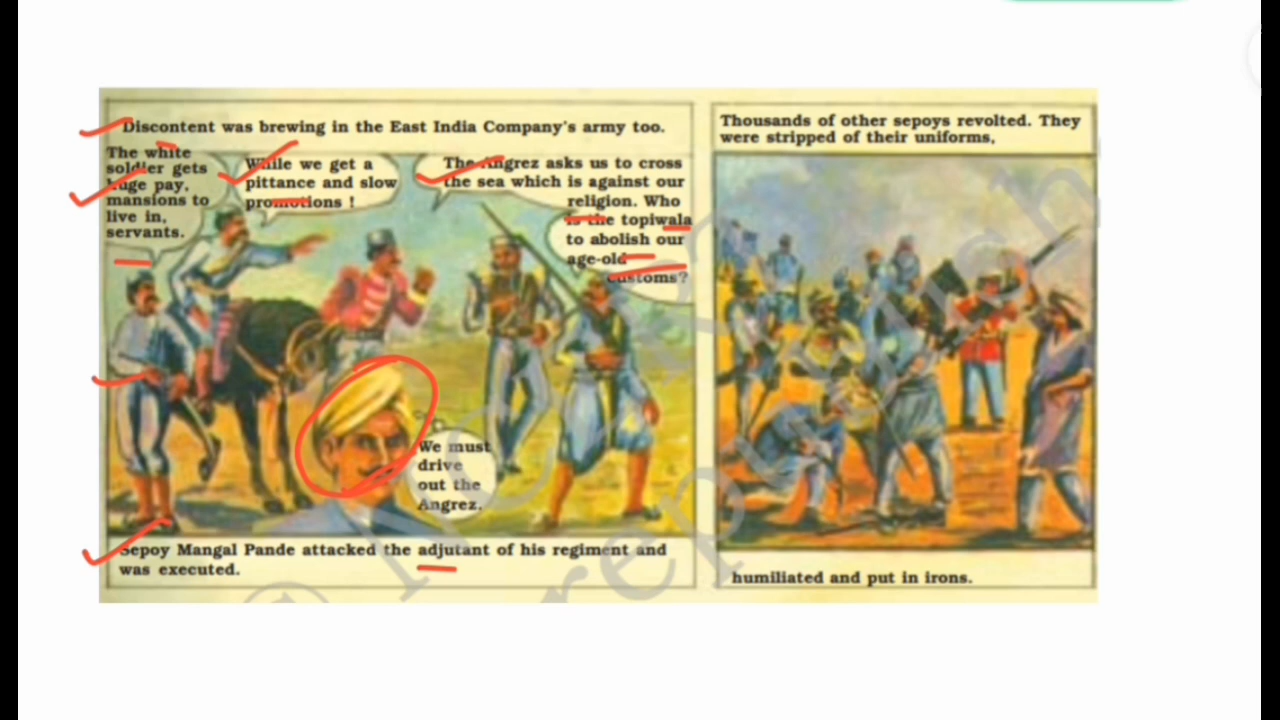 Discontent was brewing in the East India Company's army too.
The white
soldier gets
huge pay,
mansions to
live in,
servants.
While we get a
pittance and slow
promotions !
The Angrez asks us to cross
the sea which is against our
religion. Who
is the topiwala
to abolish our
age-old
customs?
We must
drive
out the
Angrez.
Sepoy Mangal Pande attacked the adjutant of his regiment and
was executed.
Thousands of other sepoys revolted. They
were stripped of their uniforms,
humiliated and put in irons.